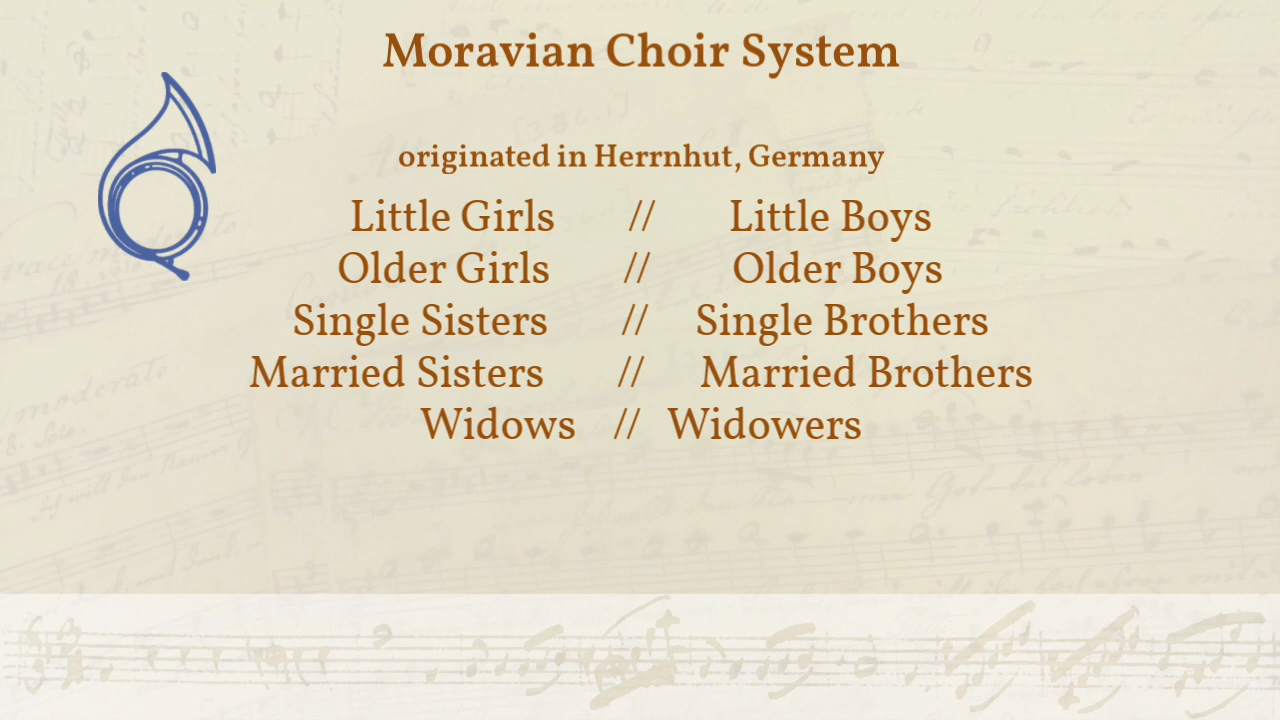 Moravian Choir System
originated in Herrnhut, Germany
Little Girls // Little Boys
Older Girls // Older Boys
Single Sisters // Single Brothers
Married Sisters // Married Brothers
Widows // Widowers
moderato